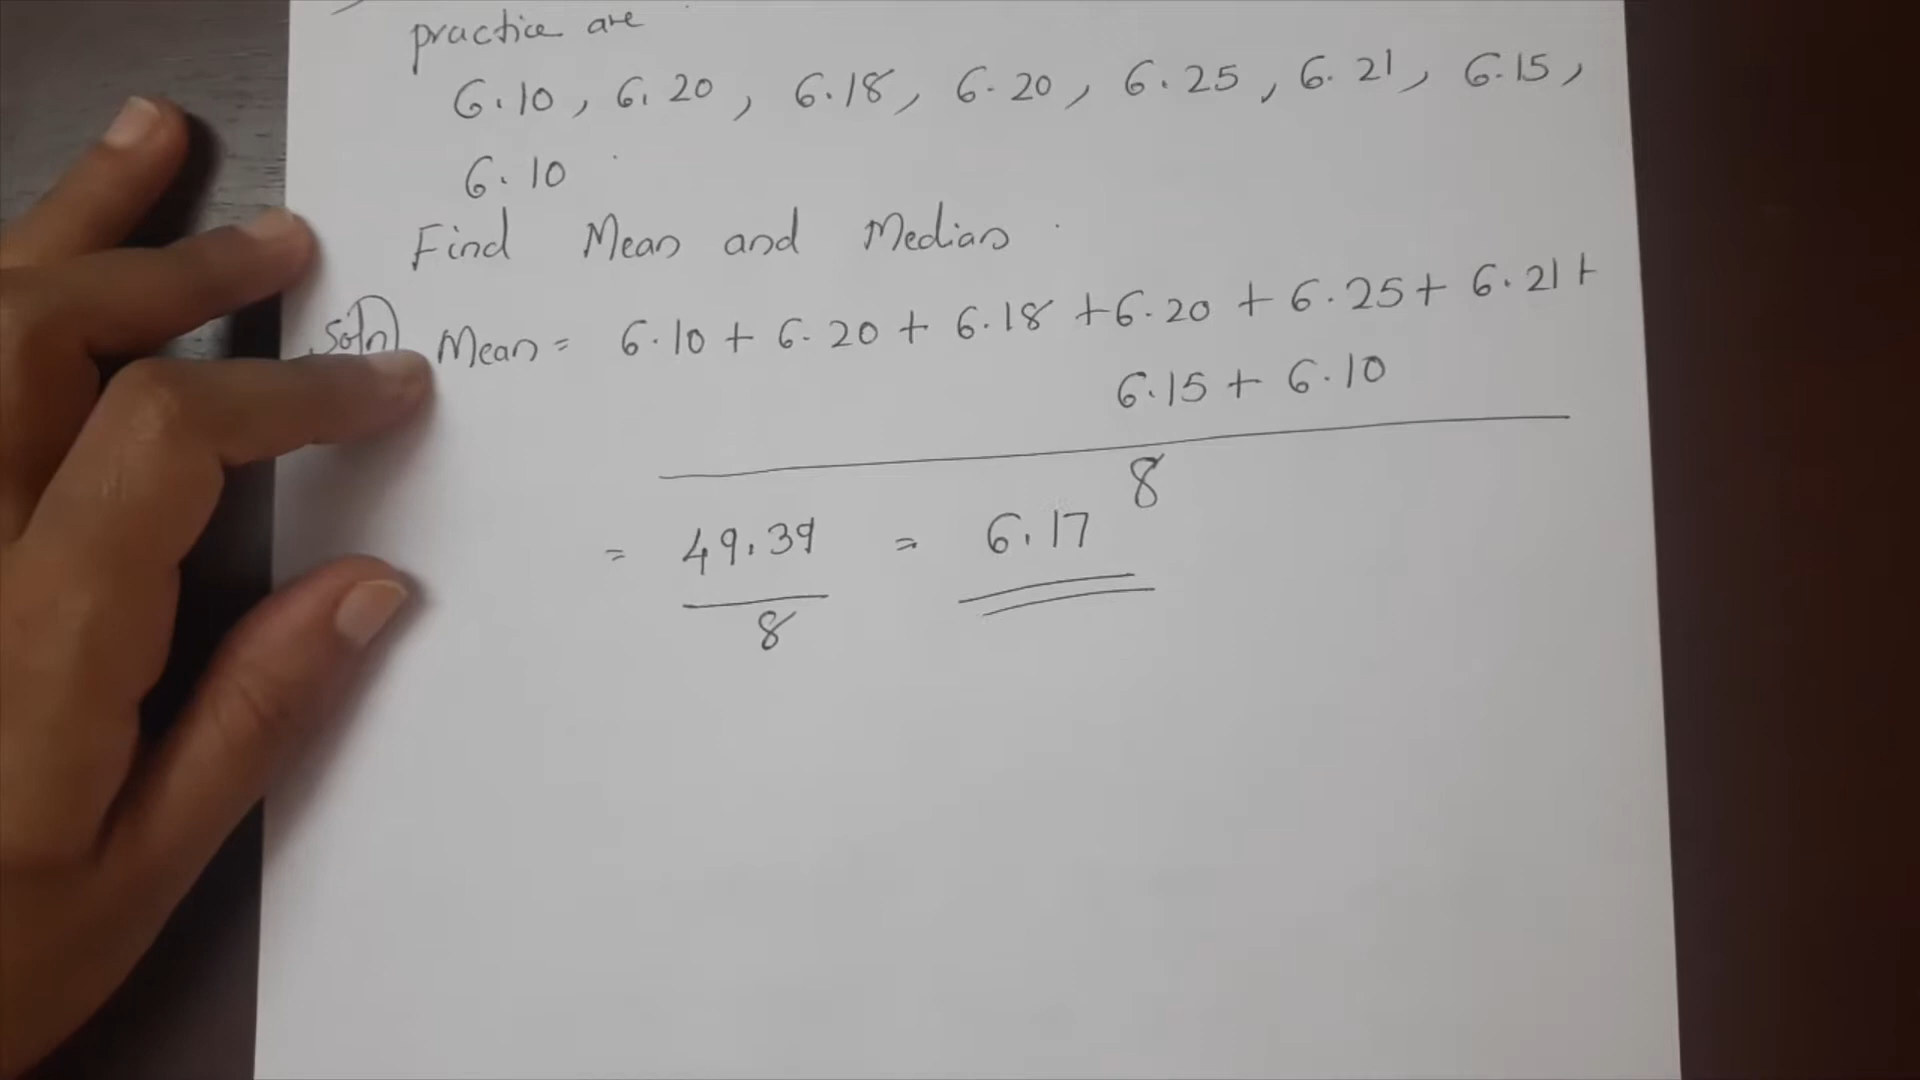 practice are
6.10, 6.20, 6.18, 6.20, 6.25, 6.21, 6.15,
6.10
Find Mean and Median.
Soln Mean = 6.10 + 6.20 + 6.18 + 6.20 + 6.25 + 6.21 +
6.15 + 6.10
8
= 49.39 = 6.17
8